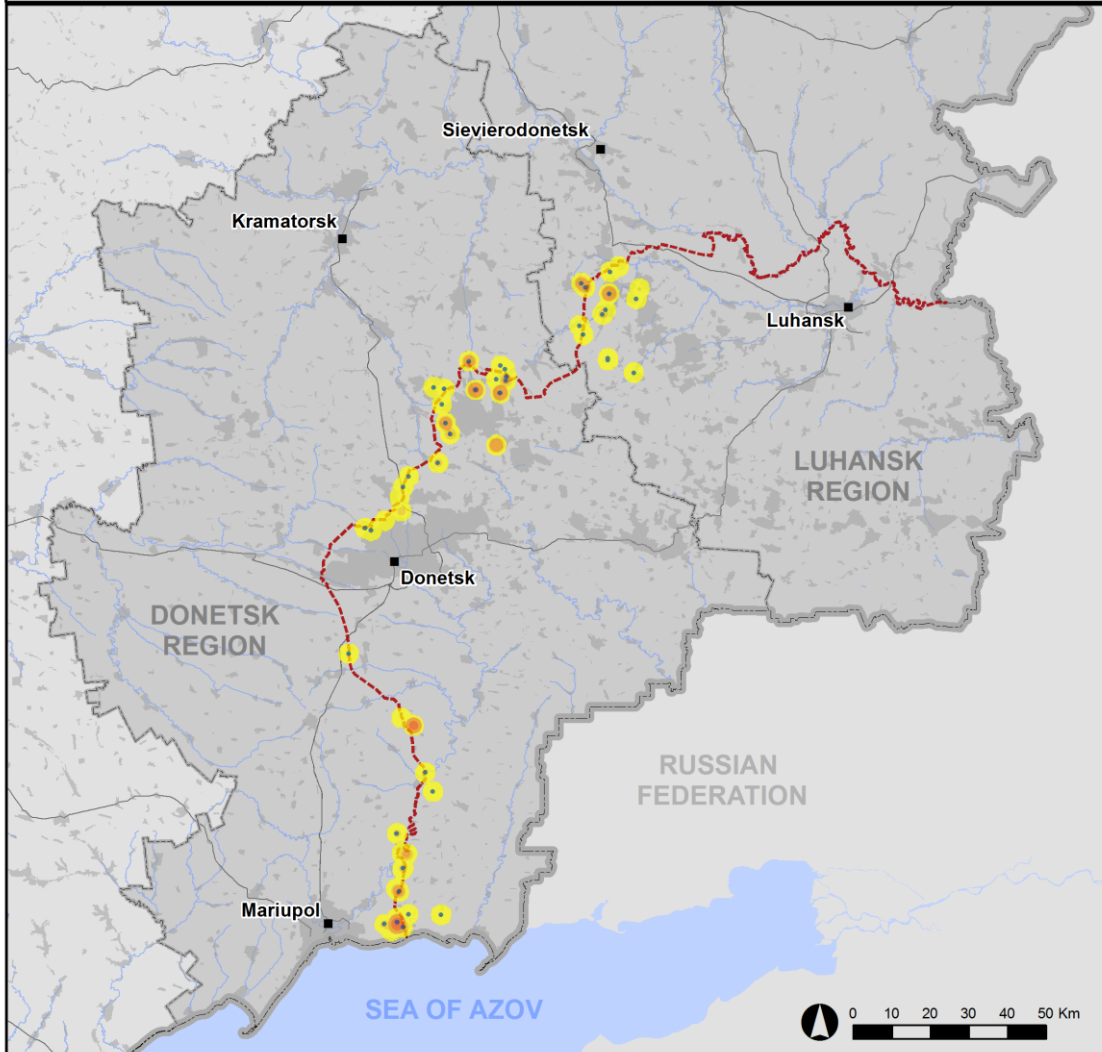 Sievierodonetsk
Kramatorsk
Luhansk
LUHANSK
REGION
Donetsk
DONETSK
REGION
RUSSIAN
FEDERATION
Mariupol
SEA OF AZOV
0 10 20 30 40 50 Km